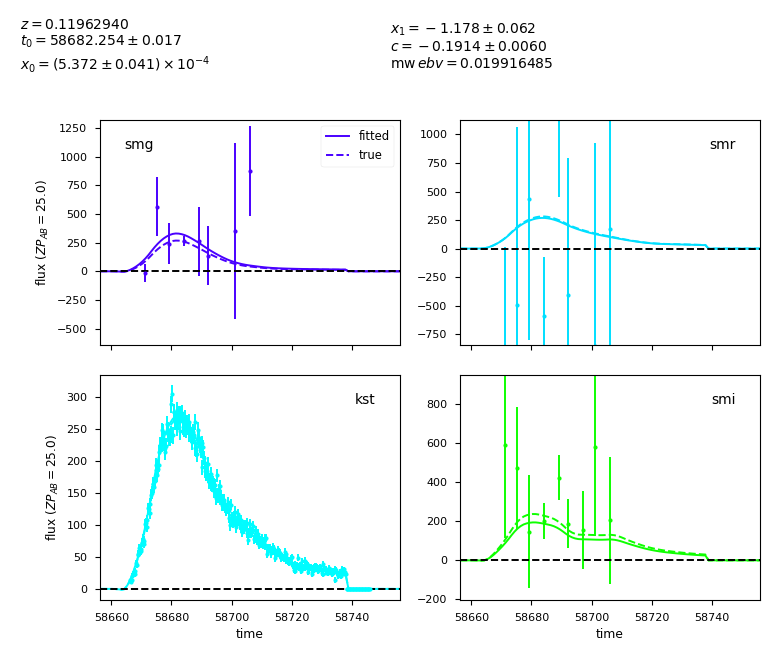 z = 0.11962940
t₀ = 58682.254 ± 0.017
x₀ = (5.372 ± 0.041) × 10⁻⁴
x₁ = −1.178 ± 0.062
c = −0.1914 ± 0.0060
mw ebv = 0.019916485
1250
1000
750
500
250
0
−250
−500
flux (ZP_AB = 25.0)
smg
fitted
true
1000
750
500
250
0
−250
−500
−750
smr
300
250
200
150
100
50
0
flux (ZP_AB = 25.0)
kst
58660 58680 58700 58720 58740
time
800
600
400
200
0
−200
smi
58660 58680 58700 58720 58740
time